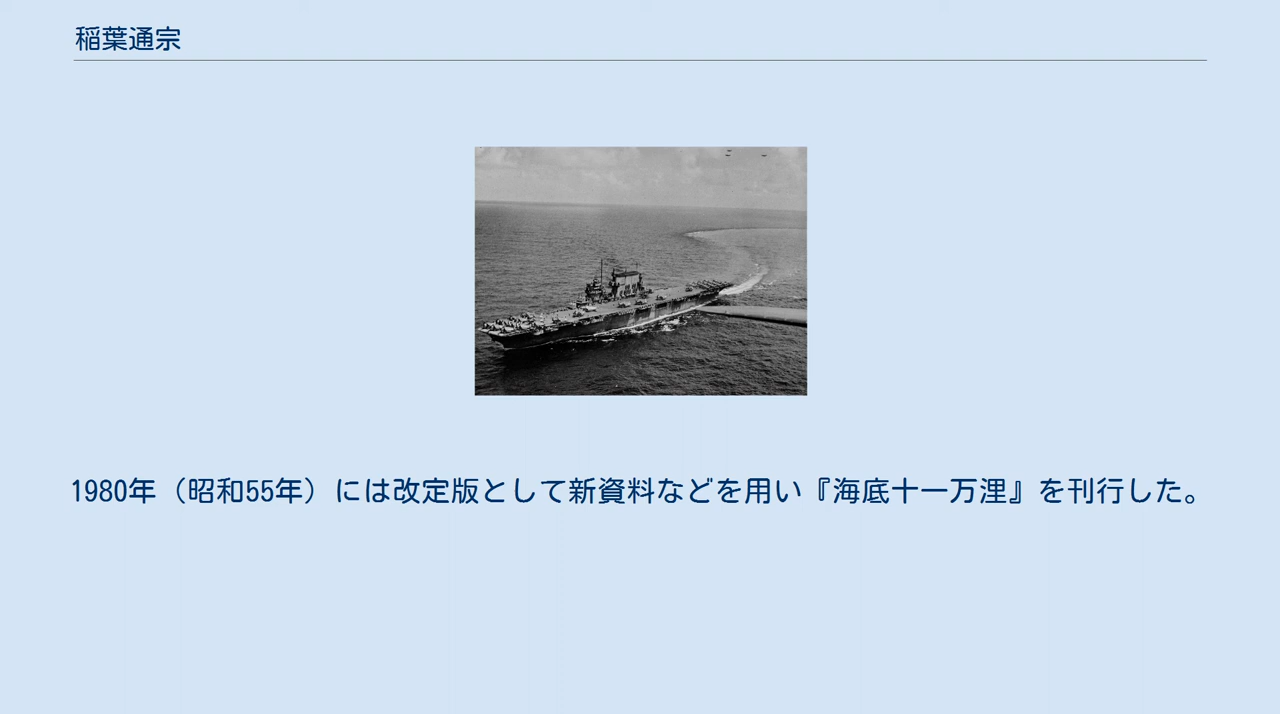 稲葉通宗
1980年（昭和55年）には改定版として新資料などを用い『海底十一万浬』を刊行した。